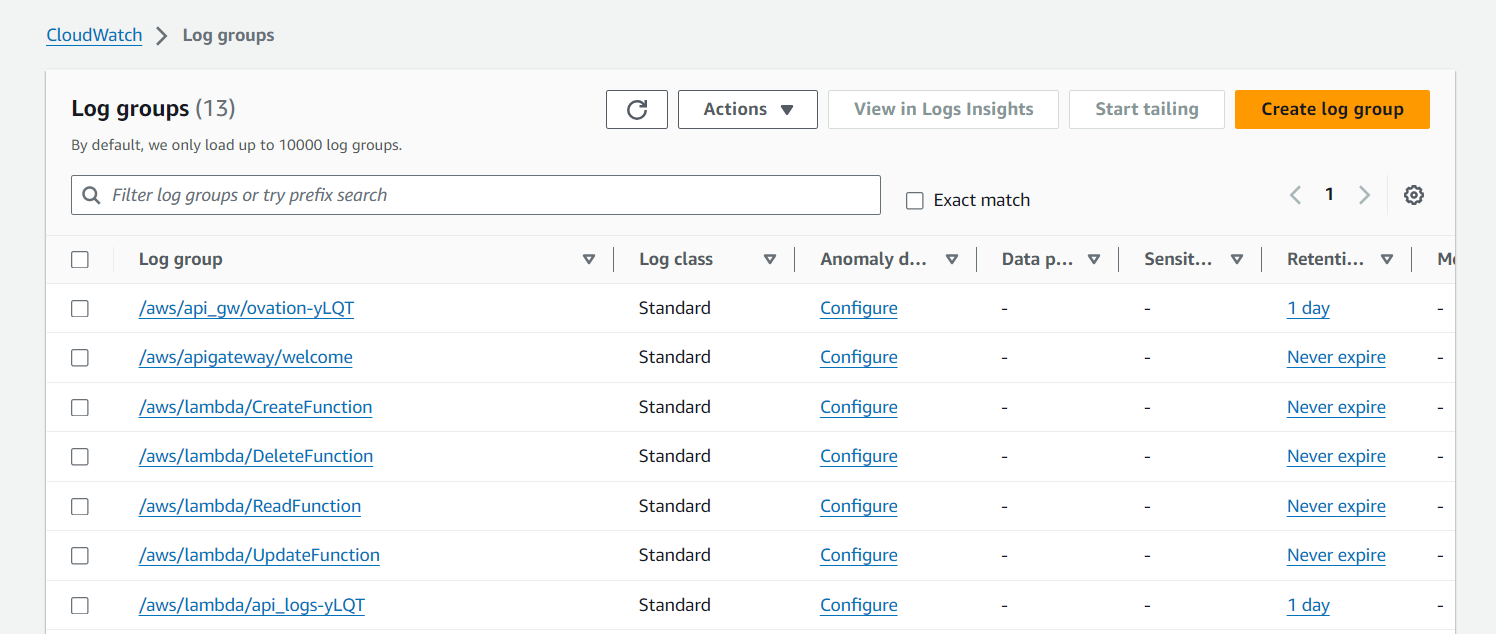 CloudWatch > Log groups
Log groups (13)
Actions ▼
View in Logs Insights
Start tailing
Create log group
By default, we only load up to 10000 log groups.
Filter log groups or try prefix search
Exact match
1
Log group Log class Anomaly d... Data p... Sensit... Retenti...
/aws/api_gw/ovation-yLQT Standard Configure - - 1 day -
/aws/apigateway/welcome Standard Configure - - Never expire -
/aws/lambda/CreateFunction Standard Configure - - Never expire -
/aws/lambda/DeleteFunction Standard Configure - - Never expire -
/aws/lambda/ReadFunction Standard Configure - - Never expire -
/aws/lambda/UpdateFunction Standard Configure - - Never expire -
/aws/lambda/api_logs-yLQT Standard Configure - - 1 day -